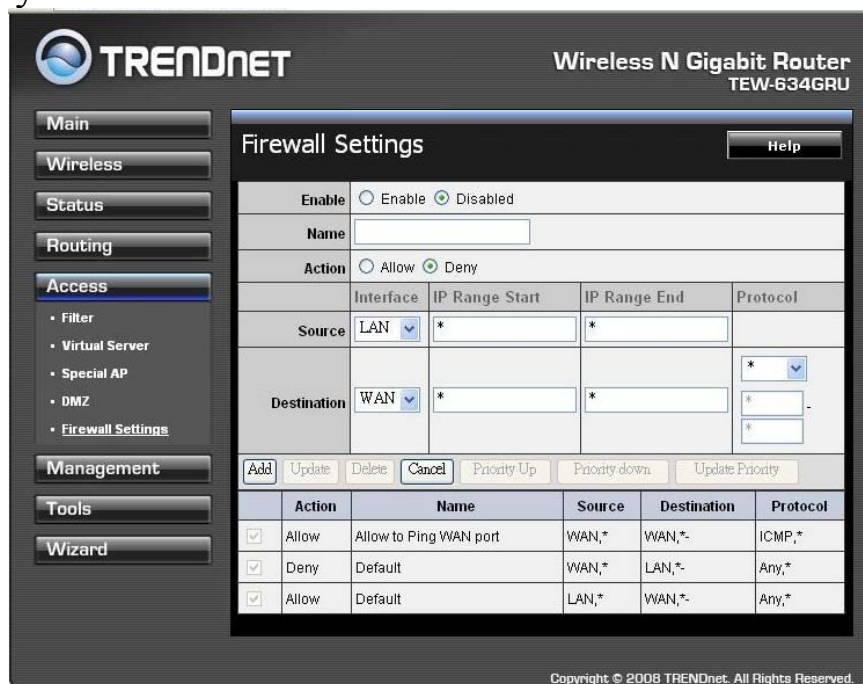 y
TRENDNET
Wireless N Gigabit Router
TEW-634GRU
Main
Wireless
Status
Routing
Access
• Filter
• Virtual Server
• Special AP
• DMZ
• Firewall Settings
Management
Tools
Wizard
Firewall Settings Help
Enable Enable Disabled
Name
Action Allow Deny
Interface IP Range Start IP Range End Protocol
Source LAN * *
Destination WAN * * *
* -
*
Add Update Delete Cancel Priority Up Priority down Update Priority
Action Name Source Destination Protocol
Allow Allow to Ping WAN port WAN,* WAN,*- ICMP,*
Deny Default WAN,* LAN,*- Any,*
Allow Default LAN,* WAN,*- Any,*
Copyright © 2008 TRENDnet. All Rights Reserved.